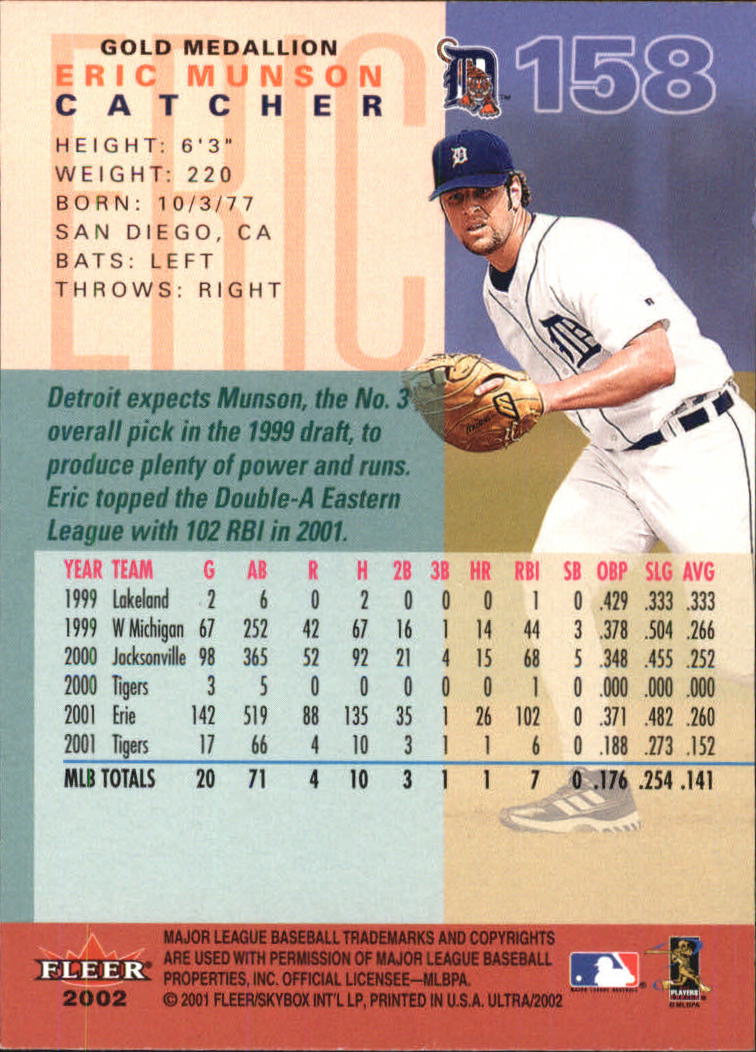 GOLD MEDALLION
ERIC MUNSON
CATCHER
158
HEIGHT: 6'3"
WEIGHT: 220
BORN: 10/3/77
SAN DIEGO, CA
BATS: LEFT
THROWS: RIGHT
ERIC
Detroit expects Munson, the No. 3
overall pick in the 1999 draft, to
produce plenty of power and runs.
Eric topped the Double-A Eastern
League with 102 RBI in 2001.
YEAR TEAM G AB R H 2B 3B HR RBI SB OBP SLG AVG
1999 Lakeland 2 6 0 2 0 0 0 1 0 .429 .333 .333
1999 W Michigan 67 252 42 67 16 1 14 44 3 .378 .504 .266
2000 Jacksonville 98 365 52 92 21 4 15 68 5 .348 .455 .252
2000 Tigers 3 5 0 0 0 0 0 1 0 .000 .000 .000
2001 Erie 142 519 88 135 35 1 26 102 0 .371 .482 .260
2001 Tigers 17 66 4 10 3 1 1 6 0 .188 .273 .152
MLB TOTALS 20 71 4 10 3 1 1 7 0 .176 .254 .141
FLEER
2002
MAJOR LEAGUE BASEBALL TRADEMARKS AND COPYRIGHTS
ARE USED WITH PERMISSION OF MAJOR LEAGUE BASEBALL
PROPERTIES, INC. OFFICIAL LICENSEE—MLBPA.
© 2001 FLEER/SKYBOX INT'L LP, PRINTED IN U.S.A. ULTRA/2002
MAJOR LEAGUE BASEBALL
PLAYERS
©MLBPA